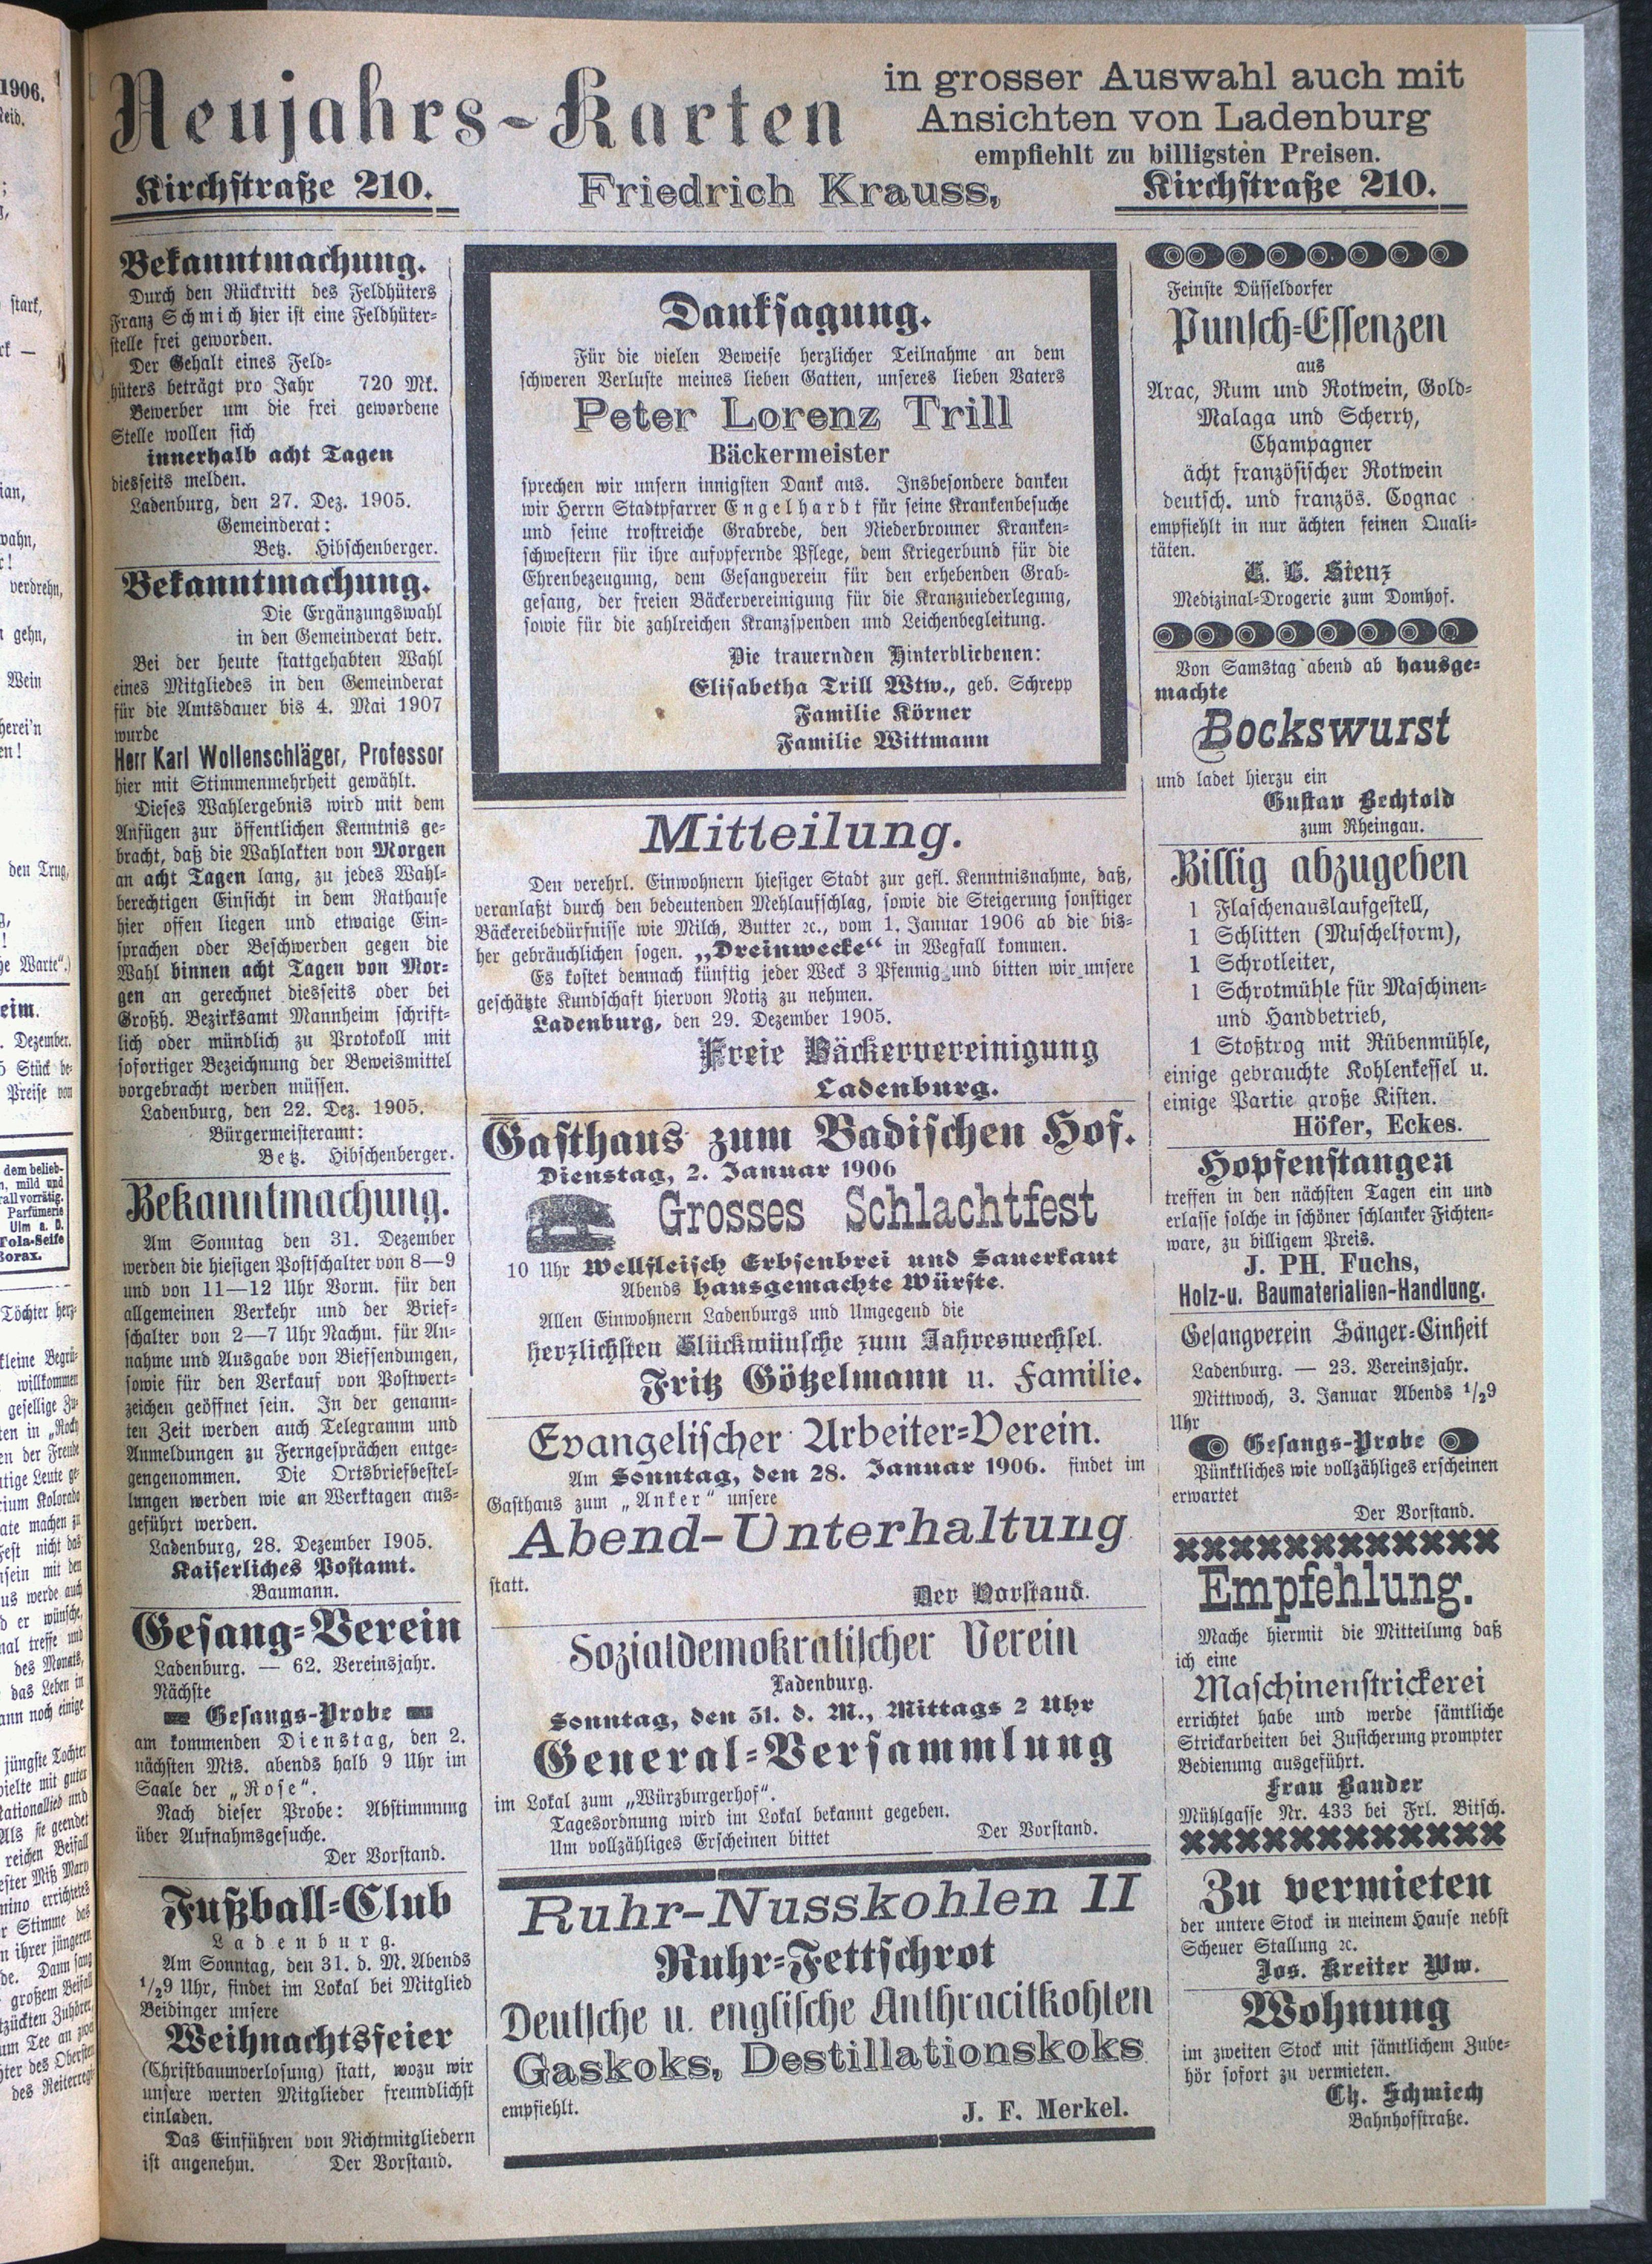 Neujahrs-Karten
in grosser Auswahl auch mit
Ansichten von Ladenburg
empfiehlt zu billigsten Preisen.
Kirchstraße 210.
Friedrich Krauss,
Kirchstraße 210.
Bekanntmachung.
Durch den Rücktritt des Feldhüters
Franz Schmich hier ist eine Feldhüter-
stelle frei geworden.
Der Gehalt eines Feld-
hüters beträgt pro Jahr 720 Mk.
Bewerber um die frei gewordene
Stelle wollen sich
innerhalb acht Tagen
diesseits melden.
Ladenburg, den 27. Dez. 1905.
Gemeinderat:
Betz. Hibschenberger.
Bekanntmachung.
Die Ergänzungswahl
in den Gemeinderat betr.
Bei der heute stattgehabten Wahl
eines Mitgliedes in den Gemeinderat
für die Amtsdauer bis 4. Mai 1907
wurde
Herr Karl Wollenschläger, Professor
hier mit Stimmenmehrheit gewählt.
Dieses Wahlergebnis wird mit dem
Anfügen zur öffentlichen Kenntnis ge-
bracht, daß die Wahlakten von Morgen
an acht Tagen lang, zu jedes Wahl-
berechtigen Einsicht in dem Rathause
hier offen liegen und etwaige Ein-
sprachen oder Beschwerden gegen die
Wahl binnen acht Tagen von Mor-
gen an gerechnet diesseits oder bei
Großh. Bezirksamt Mannheim schrift-
lich oder mündlich zu Protokoll mit
sofortiger Bezeichnung der Beweismittel
vorgebracht werden müssen.
Ladenburg, den 22. Dez. 1905.
Bürgermeisteramt:
Betz. Hibschenberger.
Bekanntmachung.
Am Sonntag den 31. Dezember
werden die hiesigen Postschalter von 8—9
und von 11—12 Uhr Vorm. für den
allgemeinen Verkehr und der Brief-
schalter von 2—7 Uhr Nachm. für An-
nahme und Ausgabe von Biefsendungen,
sowie für den Verkauf von Postwert-
zeichen geöffnet sein. In der genann-
ten Zeit werden auch Telegramm und
Anmeldungen zu Ferngesprächen entge-
gengenommen. Die Ortsbriefbestel-
lungen werden wie an Werktagen aus-
geführt werden.
Ladenburg, 28. Dezember 1905.
Kaiserliches Postamt.
Baumann.
Gesang-Verein
Ladenburg. — 62. Vereinsjahr.
Nächste
Gesangs-Probe
am kommenden Dienstag, den 2.
nächsten Mts. abends halb 9 Uhr im
Saale der „Rose“.
Nach dieser Probe: Abstimmung
über Aufnahmsgesuche.
Der Vorstand.
Fußball-Club
Ladenburg.
Am Sonntag, den 31. d. M. Abends
1/29 Uhr, findet im Lokal bei Mitglied
Beidinger unsere
Weihnachtsfeier
(Christbaumverlosung) statt, wozu wir
unsere werten Mitglieder freundlichst
einladen.
Das Einführen von Nichtmitgliedern
ist angenehm. Der Vorstand.
Danksagung.
Für die vielen Beweise herzlicher Teilnahme an dem
schweren Verluste meines lieben Gatten, unseres lieben Vaters
Peter Lorenz Trill
Bäckermeister
sprechen wir unsern innigsten Dank aus. Insbesondere danken
wir Herrn Stadtpfarrer Engelhardt für seine Krankenbesuche
und seine trostreiche Grabrede, den Niederbronner Kranken-
schwestern für ihre aufopfernde Pflege, dem Kriegerbund für die
Ehrenbezeugung, dem Gesangverein für den erhebenden Grab-
gesang, der freien Bäckervereinigung für die Kranzniederlegung,
sowie für die zahlreichen Kranzspenden und Leichenbegleitung.
Die trauernden Hinterbliebenen:
Elisabetha Trill Wtw., geb. Schrepp
Familie Körner
Familie Wittmann
Mitteilung.
Den verehrl. Einwohnern hiesiger Stadt zur gefl. Kenntnisnahme, daß,
veranlaßt durch den bedeutenden Mehlaufschlag, sowie die Steigerung sonstiger
Bäckereibedürfnisse wie Milch, Butter ꝛc., vom 1. Januar 1906 ab die bis-
her gebräuchlichen sogen. „Dreinwecke“ in Wegfall kommen.
Es kostet demnach künftig jeder Weck 3 Pfennig und bitten wir unsere
geschätzte Kundschaft hiervon Notiz zu nehmen.
Ladenburg, den 29. Dezember 1905.
Freie Bäckervereinigung
Ladenburg.
Gasthaus zum Badischen Hof.
Dienstag, 2. Januar 1906
Grosses Schlachtfest
10 Uhr Wellfleisch Erbsenbrei und Sauerkaut
Abends hausgemachte Würste.
Allen Einwohnern Ladenburgs und Umgegend die
herzlichsten Glückwünsche zum Jahreswechsel.
Fritz Götzelmann u. Familie.
Evangelischer Arbeiter-Verein.
Am Sonntag, den 28. Januar 1906. findet im
Gasthaus zum „Anker“ unsere
Abend-Unterhaltung
statt.
Der Vorstand.
Sozialdemokratischer Verein
Ladenburg.
Sonntag, den 31. d. M., Mittags 2 Uhr
General-Versammlung
im Lokal zum „Würzburgerhof“.
Tagesordnung wird im Lokal bekannt gegeben.
Um vollzähliges Erscheinen bittet Der Vorstand.
Ruhr-Nusskohlen II
Ruhr-Fettschrot
Deutsche u. englische Anthracitkohlen
Gaskoks, Destillationskoks
empfiehlt. J. F. Merkel.
Feinste Düsseldorfer
Punsch-Essenzen
aus
Arac, Rum und Rotwein, Gold-
Malaga und Scherry,
Champagner
ächt französischer Rotwein
deutsch. und französ. Cognac
empfiehlt in nur ächten feinen Quali-
täten.
Stenz
Medizinal-Drogerie zum Domhof.
Von Samstag abend ab hausge-
machte
Bockswurst
und ladet hierzu ein
Gustav Bechtold
zum Rheingau.
Billig abzugeben
1 Flaschenauslaufgestell,
1 Schlitten (Muschelform),
1 Schrotleiter,
1 Schrotmühle für Maschinen-
und Handbetrieb,
1 Stoßtrog mit Rübenmühle,
einige gebrauchte Kohlenkessel u.
einige Partie große Kisten.
Höfer, Eckes.
Hopfenstangen
treffen in den nächsten Tagen ein und
erlasse solche in schöner schlanker Fichten-
ware, zu billigem Preis.
J. PH. Fuchs,
Holz-u. Baumaterialien-Handlung.
Gesangverein Sänger-Einheit
Ladenburg. — 23. Vereinsjahr.
Mittwoch, 3. Januar Abends 1/29
Uhr
Gesangs-Probe
Pünktliches wie vollzähliges erscheinen
erwartet
Der Vorstand.
Empfehlung.
Mache hiermit die Mitteilung daß
ich eine
Maschinenstrickerei
errichtet habe und werde sämtliche
Strickarbeiten bei Zusicherung prompter
Bedienung ausgeführt.
Frau Bauder
Mühlgasse Nr. 433 bei Frl. Bitsch.
Zu vermieten
der untere Stock in meinem Hause nebst
Scheuer Stallung ꝛc.
Jos. Kreiter Ww.
Wohnung
im zweiten Stock mit sämtlichem Zube-
hör sofort zu vermieten.
Ch. Schmiech
Bahnhofstraße.